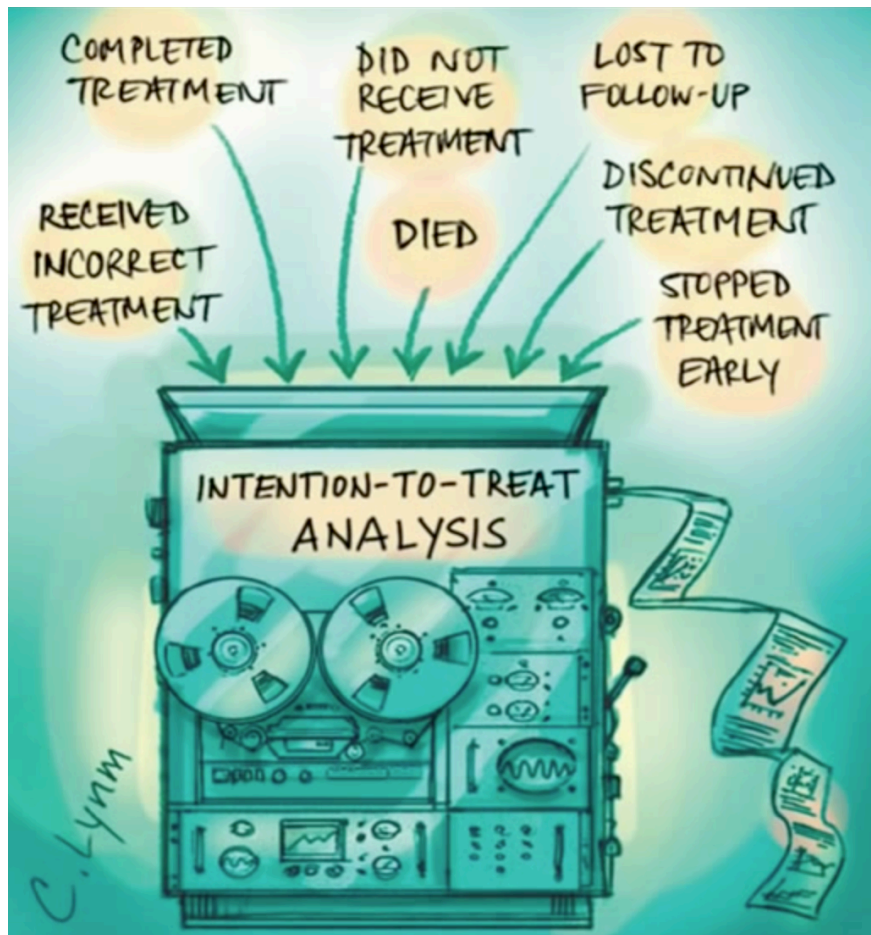 COMPLETED
TREATMENT
DID NOT
RECEIVE
TREATMENT
LOST TO
FOLLOW-UP
RECEIVED
INCORRECT
TREATMENT
DIED
DISCONTINUED
TREATMENT
STOPPED
TREATMENT
EARLY
INTENTION-TO-TREAT
ANALYSIS
C. Lynm